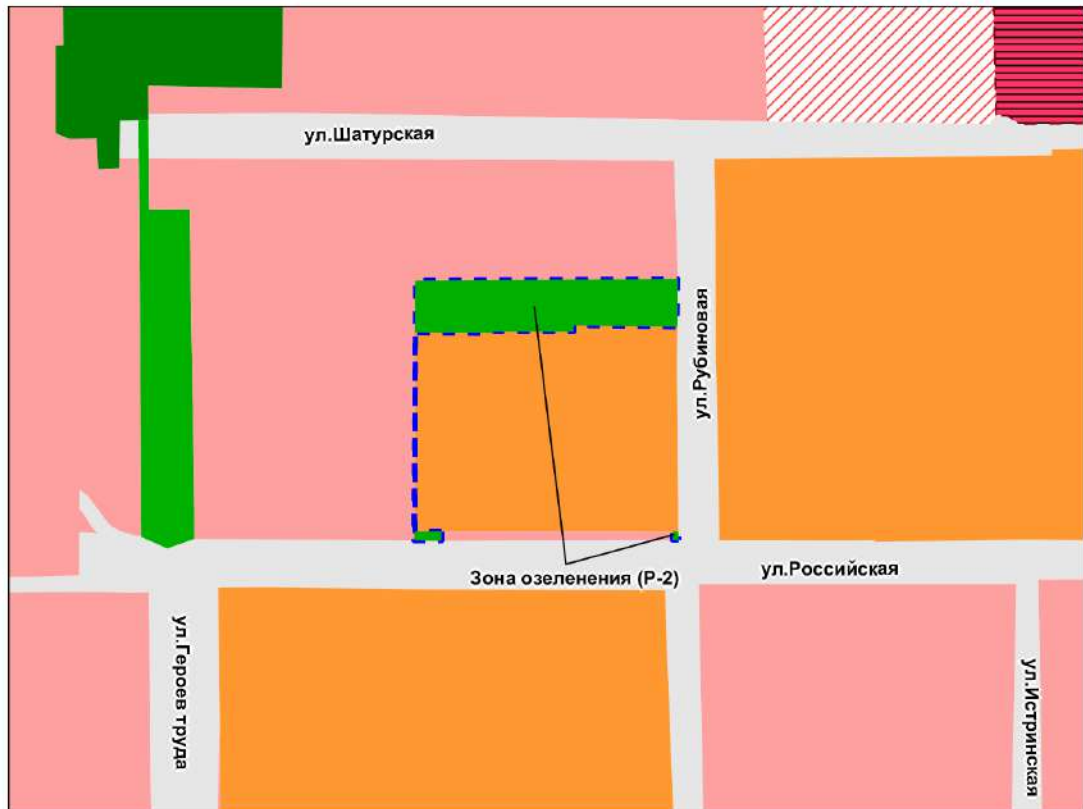 ул.Шатурская
ул.Рубиновая
Зона озеленения (Р-2)
ул.Российская
ул.Героев труда
ул.Истринская